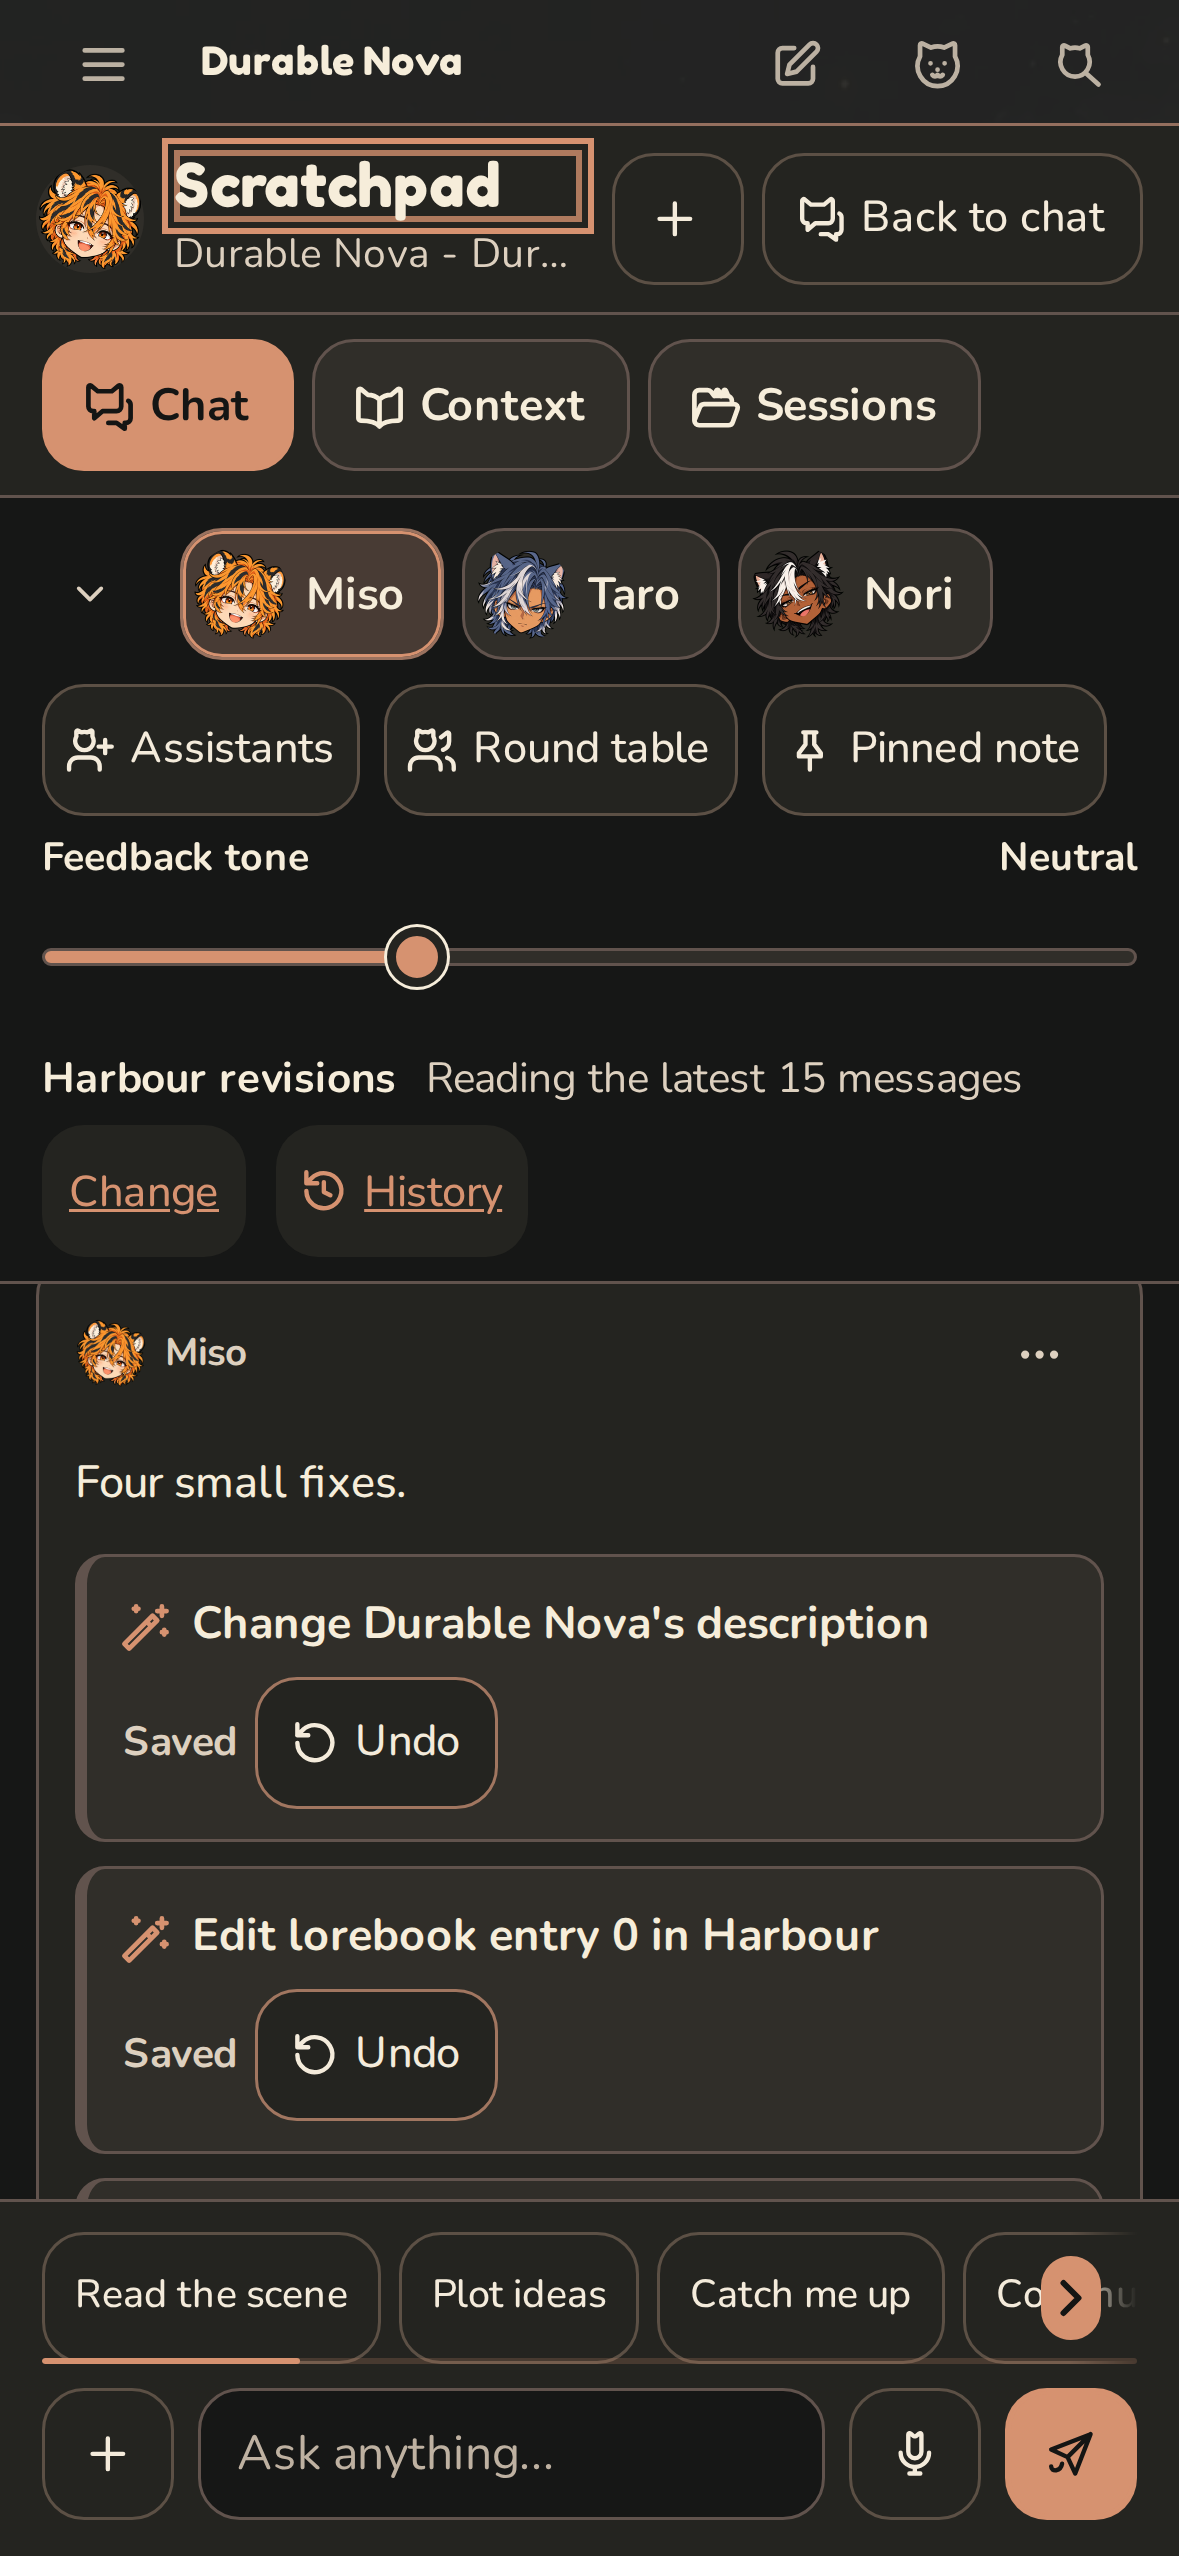 Durable Nova
Scratchpad
Durable Nova - Dur...
Back to chat
Chat
Context
Sessions
Miso
Taro
Nori
Assistants
Round table
Pinned note
Feedback tone
Neutral
Harbour revisions Reading the latest 15 messages
Change
History
Miso
Four small fixes.
Change Durable Nova's description
Saved
Undo
Edit lorebook entry 0 in Harbour
Saved
Undo
Read the scene
Plot ideas
Catch me up
Ask anything...